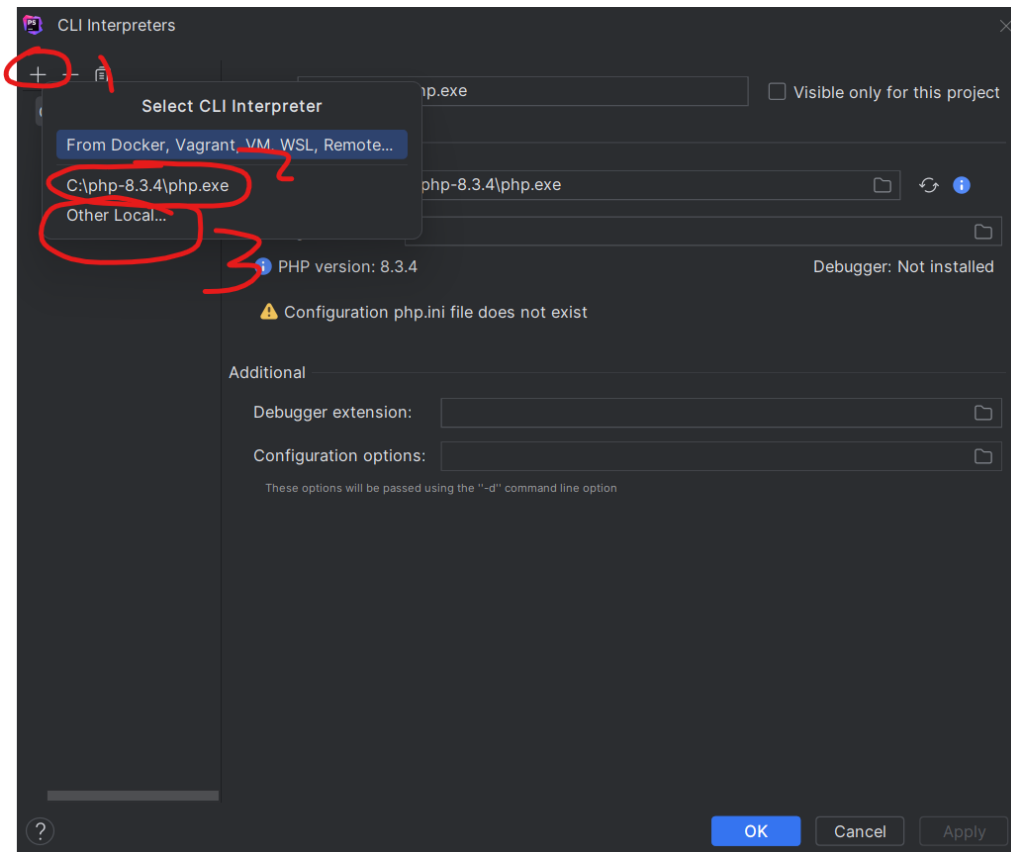 PS CLI Interpreters
Select CLI Interpreter
From Docker, Vagrant, VM, WSL, Remote...
C:\php-8.3.4\php.exe
Other Local...
1
2
3
hp.exe
Visible only for this project
php-8.3.4\php.exe
PHP version: 8.3.4
Debugger: Not installed
Configuration php.ini file does not exist
Additional
Debugger extension:
Configuration options:
These options will be passed using the "-d" command line option
?
OK
Cancel
Apply